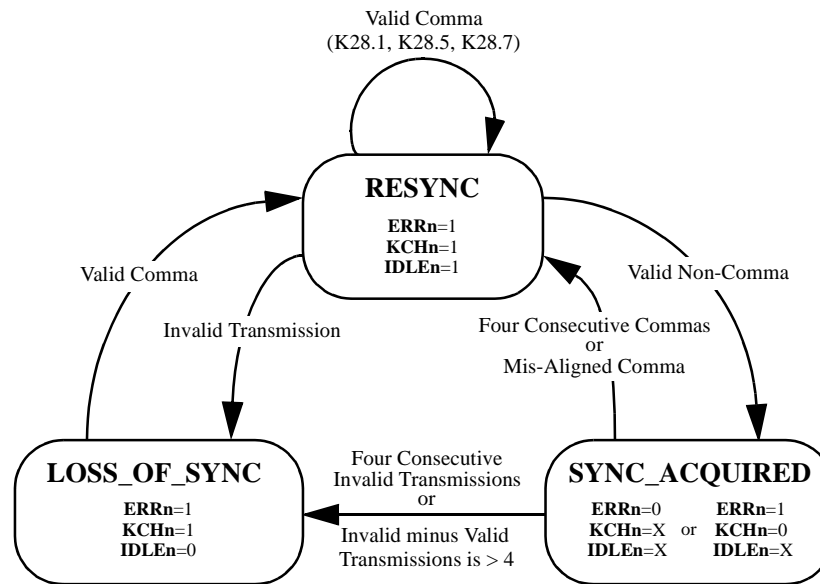 Valid Comma
(K28.1, K28.5, K28.7)
RESYNC
ERRn=1
KCHn=1
IDLEn=1
Valid Comma
Valid Non-Comma
Invalid Transmission
Four Consecutive Commas
or
Mis-Aligned Comma
LOSS_OF_SYNC
ERRn=1
KCHn=1
IDLEn=0
Four Consecutive
Invalid Transmissions
or
Invalid minus Valid
Transmissions is > 4
SYNC_ACQUIRED
ERRn=0 ERRn=1
KCHn=X or KCHn=0
IDLEn=X IDLEn=X